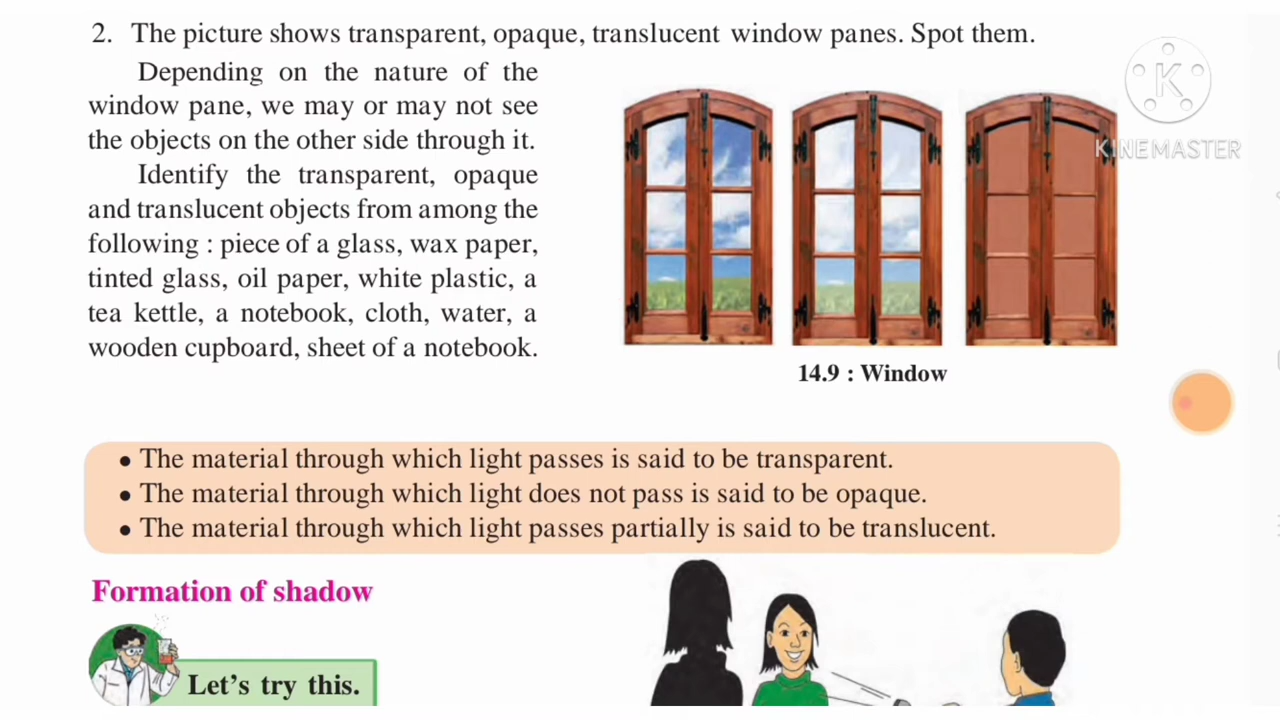 2. The picture shows transparent, opaque, translucent window panes. Spot them.
Depending on the nature of the
window pane, we may or may not see
the objects on the other side through it.
Identify the transparent, opaque
and translucent objects from among the
following : piece of a glass, wax paper,
tinted glass, oil paper, white plastic, a
tea kettle, a notebook, cloth, water, a
wooden cupboard, sheet of a notebook.
14.9 : Window
K
KINEMASTER
• The material through which light passes is said to be transparent.
• The material through which light does not pass is said to be opaque.
• The material through which light passes partially is said to be translucent.
Formation of shadow
Let's try this.